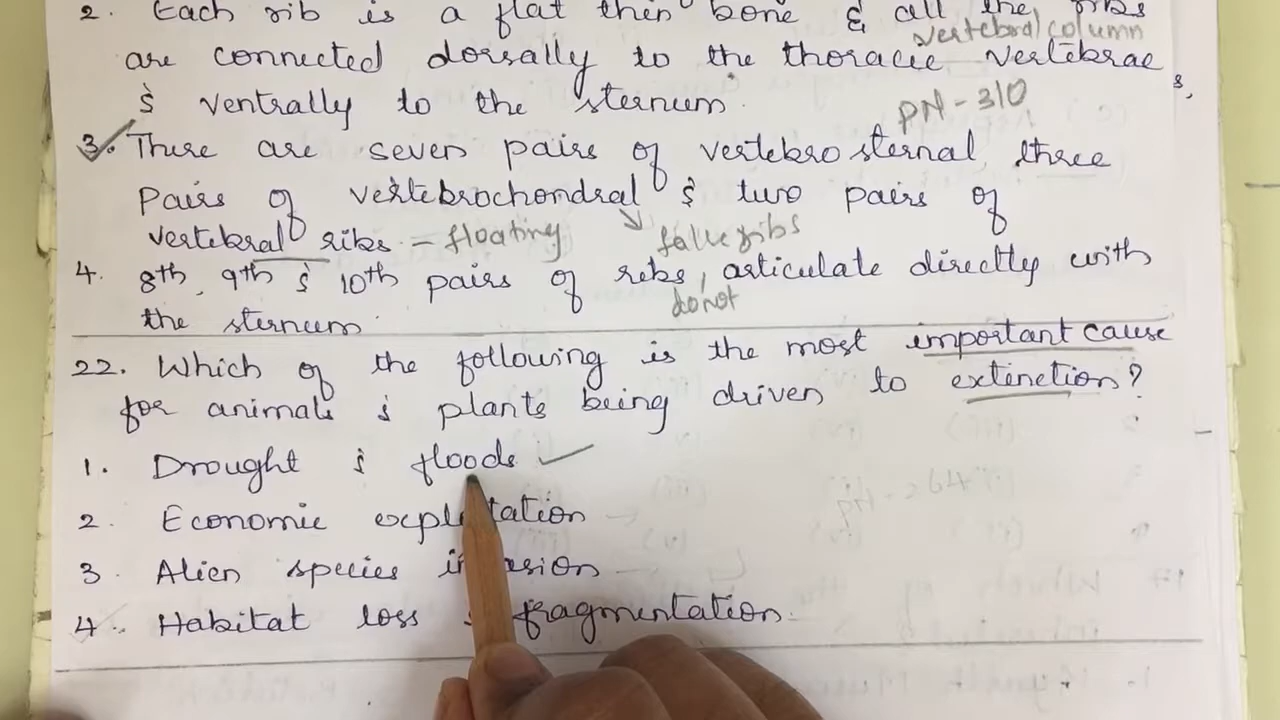 2. Each rib is a flat thin bone & all the ribs
vertebral column
are connected dorsally to the thoracic vertebrae
& ventrally to the sternum.
PN-310
3. There are seven pairs of vertebrosternal, three
pairs of vertebrochondral & two pairs of
vertebral ribs. - floating
false ribs
4. 8th, 9th & 10th pairs of ribs, articulate directly with
do not
the sternum.
22. Which of the following is the most important cause
for animals & plants being driven to extinction?
1. Drought & floods
2. Economic
3. Alien species
4. Habitat loss fragmentation.